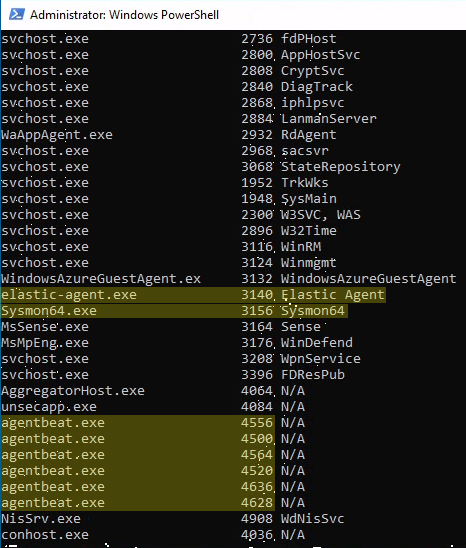 Administrator: Windows PowerShell
svchost.exe 2736 fdPHost
svchost.exe 2800 AppHostSvc
svchost.exe 2808 CryptSvc
svchost.exe 2840 DiagTrack
svchost.exe 2868 iphlpsvc
svchost.exe 2884 LanmanServer
WaAppAgent.exe 2932 RdAgent
svchost.exe 2968 sacsvr
svchost.exe 3068 StateRepository
svchost.exe 1952 TrkWks
svchost.exe 1948 SysMain
svchost.exe 2300 W3SVC, WAS
svchost.exe 2896 W32Time
svchost.exe 3116 WinRM
svchost.exe 3124 Winmgmt
WindowsAzureGuestAgent.ex 3132 WindowsAzureGuestAgent
elastic-agent.exe 3140 Elastic Agent
Sysmon64.exe 3156 Sysmon64
MsSense.exe 3164 Sense
MsMpEng.exe 3176 WinDefend
svchost.exe 3208 WpnService
svchost.exe 3396 FDResPub
AggregatorHost.exe 4064 N/A
unsecapp.exe 4084 N/A
agentbeat.exe 4556 N/A
agentbeat.exe 4500 N/A
agentbeat.exe 4564 N/A
agentbeat.exe 4520 N/A
agentbeat.exe 4636 N/A
agentbeat.exe 4628 N/A
NisSrv.exe 4908 WdNisSvc
conhost.exe 4036 N/A